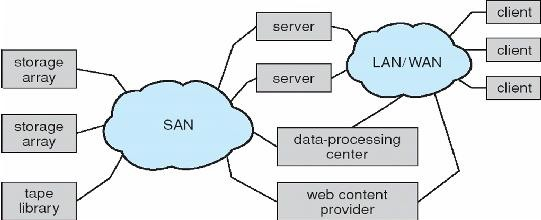 server
client
LAN/WAN
client
storage
array
server
client
SAN
storage
array
data-processing
center
tape
library
web content
provider